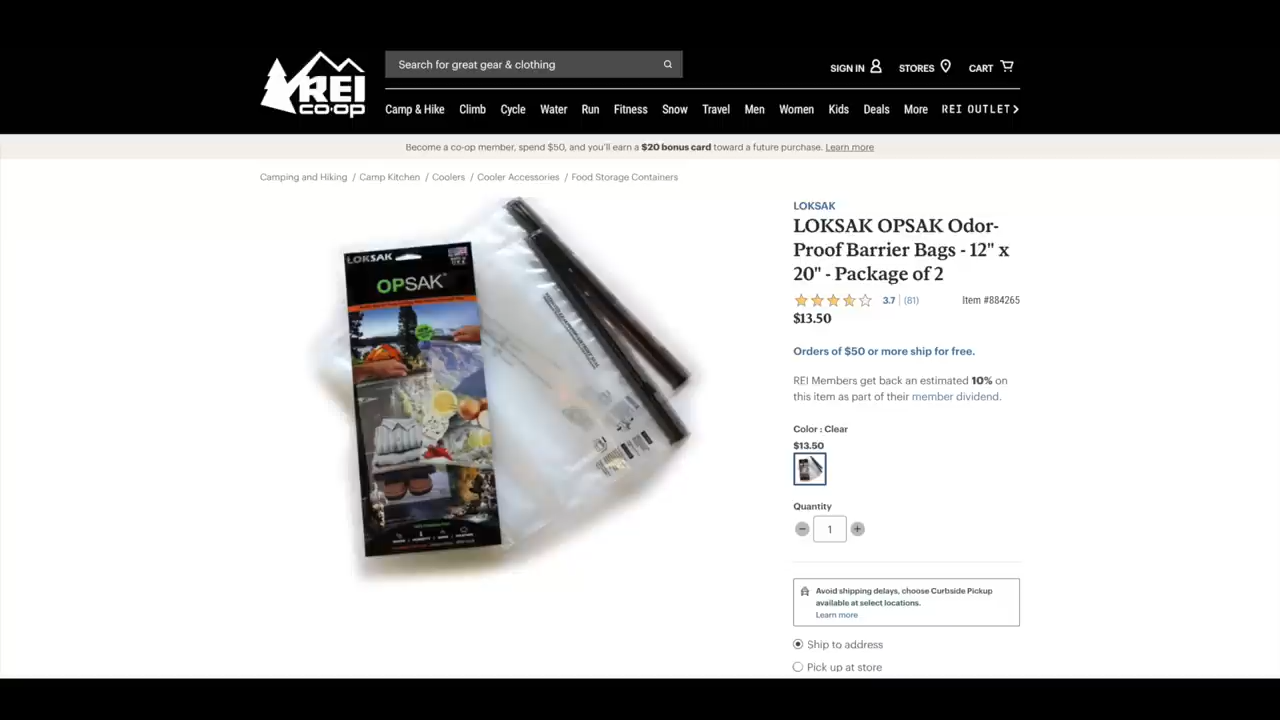 REI
co·op
Search for great gear & clothing
SIGN IN
STORES
CART
Camp & Hike
Climb
Cycle
Water
Run
Fitness
Snow
Travel
Men
Women
Kids
Deals
More
REI OUTLET
Become a co-op member, spend $50, and you'll earn a $20 bonus card toward a future purchase. Learn more
Camping and Hiking / Camp Kitchen / Coolers / Cooler Accessories / Food Storage Containers
LOKSAK
OPSAK
LOKSAK
LOKSAK OPSAK Odor-
Proof Barrier Bags - 12" x
20" - Package of 2
3.7 (81)
Item #884265
$13.50
Orders of $50 or more ship for free.
REI Members get back an estimated 10% on
this item as part of their member dividend.
Color : Clear
$13.50
Quantity
1
Avoid shipping delays, choose Curbside Pickup
available at select locations.
Learn more
Ship to address
Pick up at store